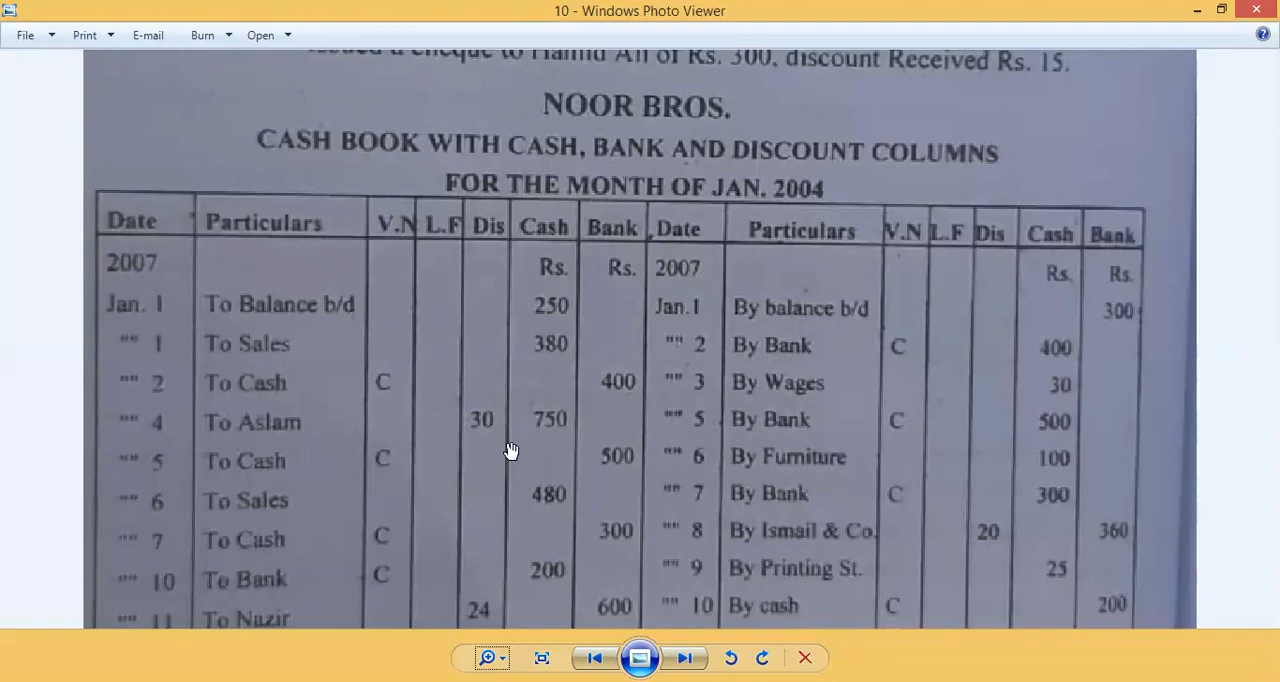 10 - Windows Photo Viewer
File Print E-mail Burn Open
issued a cheque to Hamid Ali of Rs. 300, discount Received Rs. 15.
NOOR BROS.
CASH BOOK WITH CASH, BANK AND DISCOUNT COLUMNS
FOR THE MONTH OF JAN. 2004
Date Particulars V.N L.F Dis Cash Bank Date Particulars V.N L.F Dis Cash Bank
2007 Rs. Rs. 2007 Rs. Rs.
Jan. 1 To Balance b/d 250 Jan.1 By balance b/d 300
"" 1 To Sales 380 "" 2 By Bank C 400
"" 2 To Cash C 400 "" 3 By Wages 30
"" 4 To Aslam 30 750 "" 5 By Bank C 500
"" 5 To Cash C 500 "" 6 By Furniture 100
"" 6 To Sales 480 "" 7 By Bank C 300
"" 7 To Cash C 300 "" 8 By Ismail & Co. 20 360
"" 10 To Bank C 200 "" 9 By Printing St. 25
"" 11 To Nazir 24 600 "" 10 By cash C 200